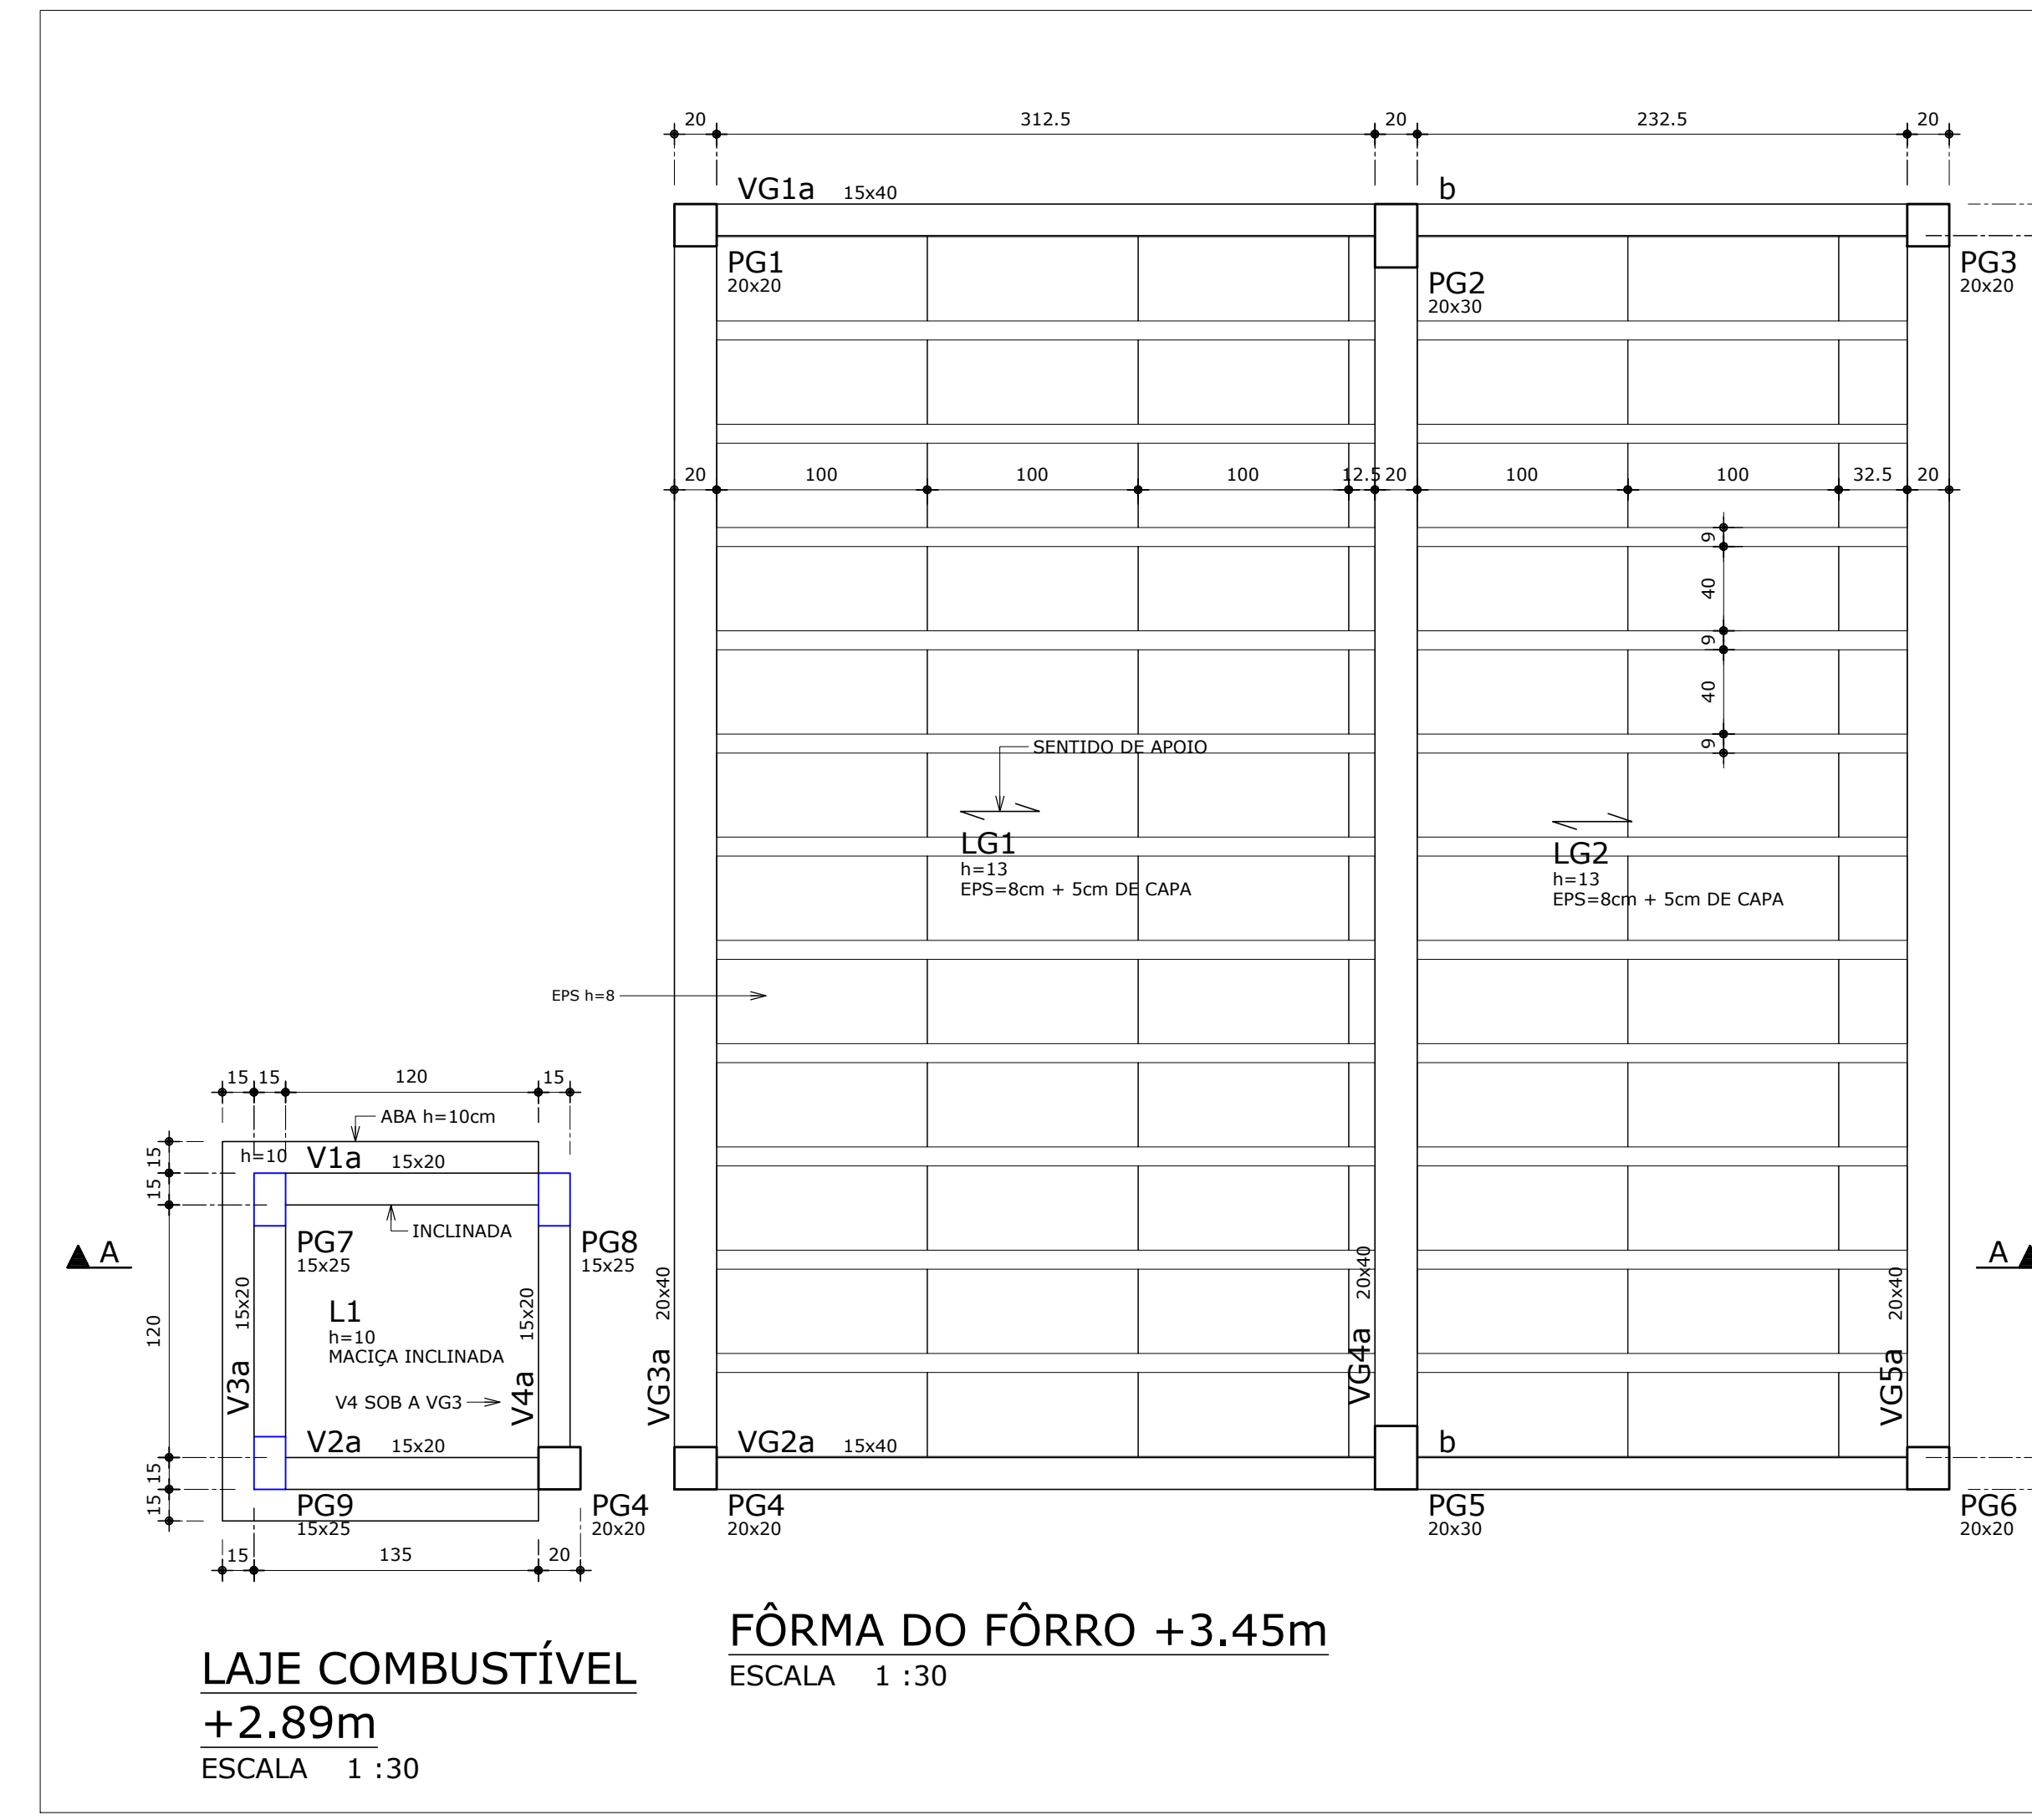 20 312.5 20 232.5 20
VG1a 15x40 b
PG1
20x20
PG2
20x30
PG3
20x20
20 100 100 100 12.5 20 100 100 32.5 20
9
40
9
40
9
SENTIDO DE APOIO
LG1
h=13
EPS=8cm + 5cm DE CAPA
LG2
h=13
EPS=8cm + 5cm DE CAPA
EPS h=8
VG3a 20x40
VG4a 20x40
VG5a 20x40
VG2a 15x40 b
PG4
20x20
PG5
20x30
PG6
20x20
A
A
15 15 120 15
ABA h=10cm
15
15
120
15
15
h=10
V1a 15x20
INCLINADA
PG7
15x25
PG8
15x25
V3a 15x20
V4a 15x20
L1
h=10
MACIÇA INCLINADA
V4 SOB A VG3
V2a 15x20
PG9
15x25
PG4
20x20
15 135 20
FÔRMA DO FÔRRO +3.45m
ESCALA 1 :30
LAJE COMBUSTÍVEL
+2.89m
ESCALA 1 :30